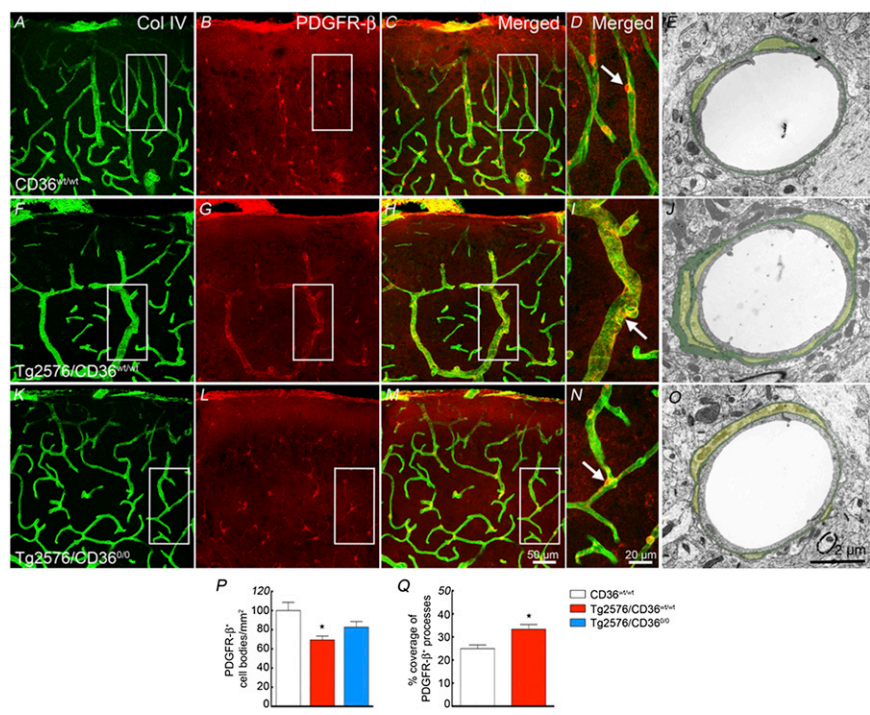 A Col IV
B PDGFR-β
C Merged
D Merged
E
CD36wt/wt
F
G
H
I
J
Tg2576/CD36wt/wt
K
L
M
N
O
Tg2576/CD360/0
50 µm
20 µm
2 µm
P
PDGFR-β+
cell bodies/mm2
120
100
80
60
40
20
0
*
Q
% coverage of
PDGFR-β+ processes
50
40
30
20
10
0
*
CD36wt/wt
Tg2576/CD36wt/wt
Tg2576/CD360/0